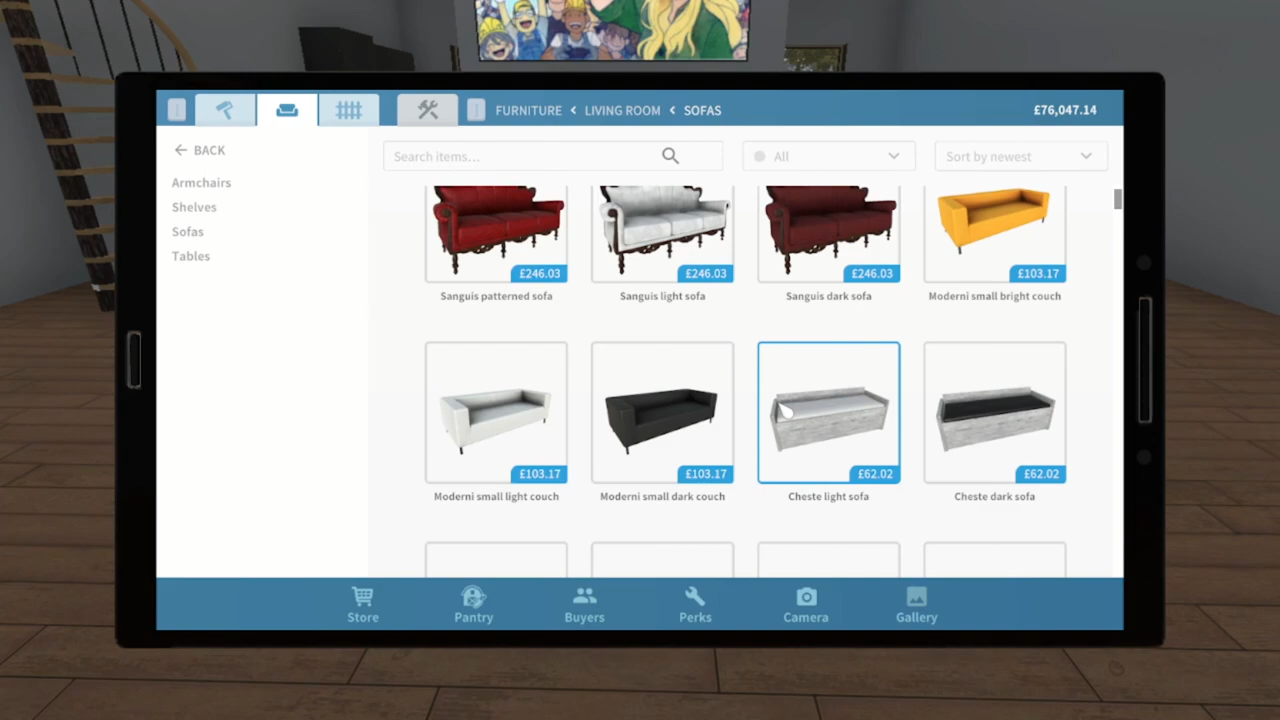 FURNITURE < LIVING ROOM < SOFAS
£76,047.14
BACK
Search items...
All
Sort by newest
Armchairs
Shelves
Sofas
Tables
£246.03
£246.03
£246.03
£103.17
Sanguis patterned sofa
Sanguis light sofa
Sanguis dark sofa
Moderni small bright couch
£103.17
£103.17
£62.02
£62.02
Moderni small light couch
Moderni small dark couch
Cheste light sofa
Cheste dark sofa
Store
Pantry
Buyers
Perks
Camera
Gallery